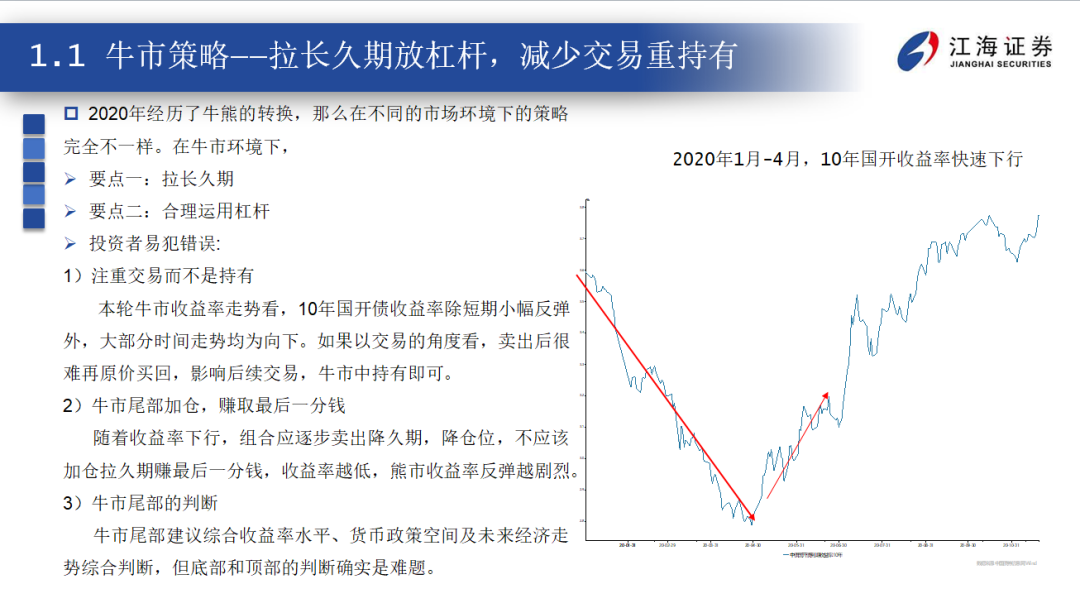 1.1 牛市策略——拉长久期放杠杆，减少交易重持有
江海证券
JIANGHAI SECURITIES
2020年经历了牛熊的转换，那么在不同的市场环境下的策略
完全不一样。在牛市环境下，
要点一：拉长久期
要点二：合理运用杠杆
投资者易犯错误:
1）注重交易而不是持有
本轮牛市收益率走势看，10年国开债收益率除短期小幅反弹
外，大部分时间走势均为向下。如果以交易的角度看，卖出后很
难再原价买回，影响后续交易，牛市中持有即可。
2）牛市尾部加仓，赚取最后一分钱
随着收益率下行，组合应逐步卖出降久期，降仓位，不应该
加仓拉久期赚最后一分钱，收益率越低，熊市收益率反弹越剧烈。
3）牛市尾部的判断
牛市尾部建议综合收益率水平、货币政策空间及未来经济走
势综合判断，但底部和顶部的判断确实是难题。
2020年1月-4月，10年国开收益率快速下行